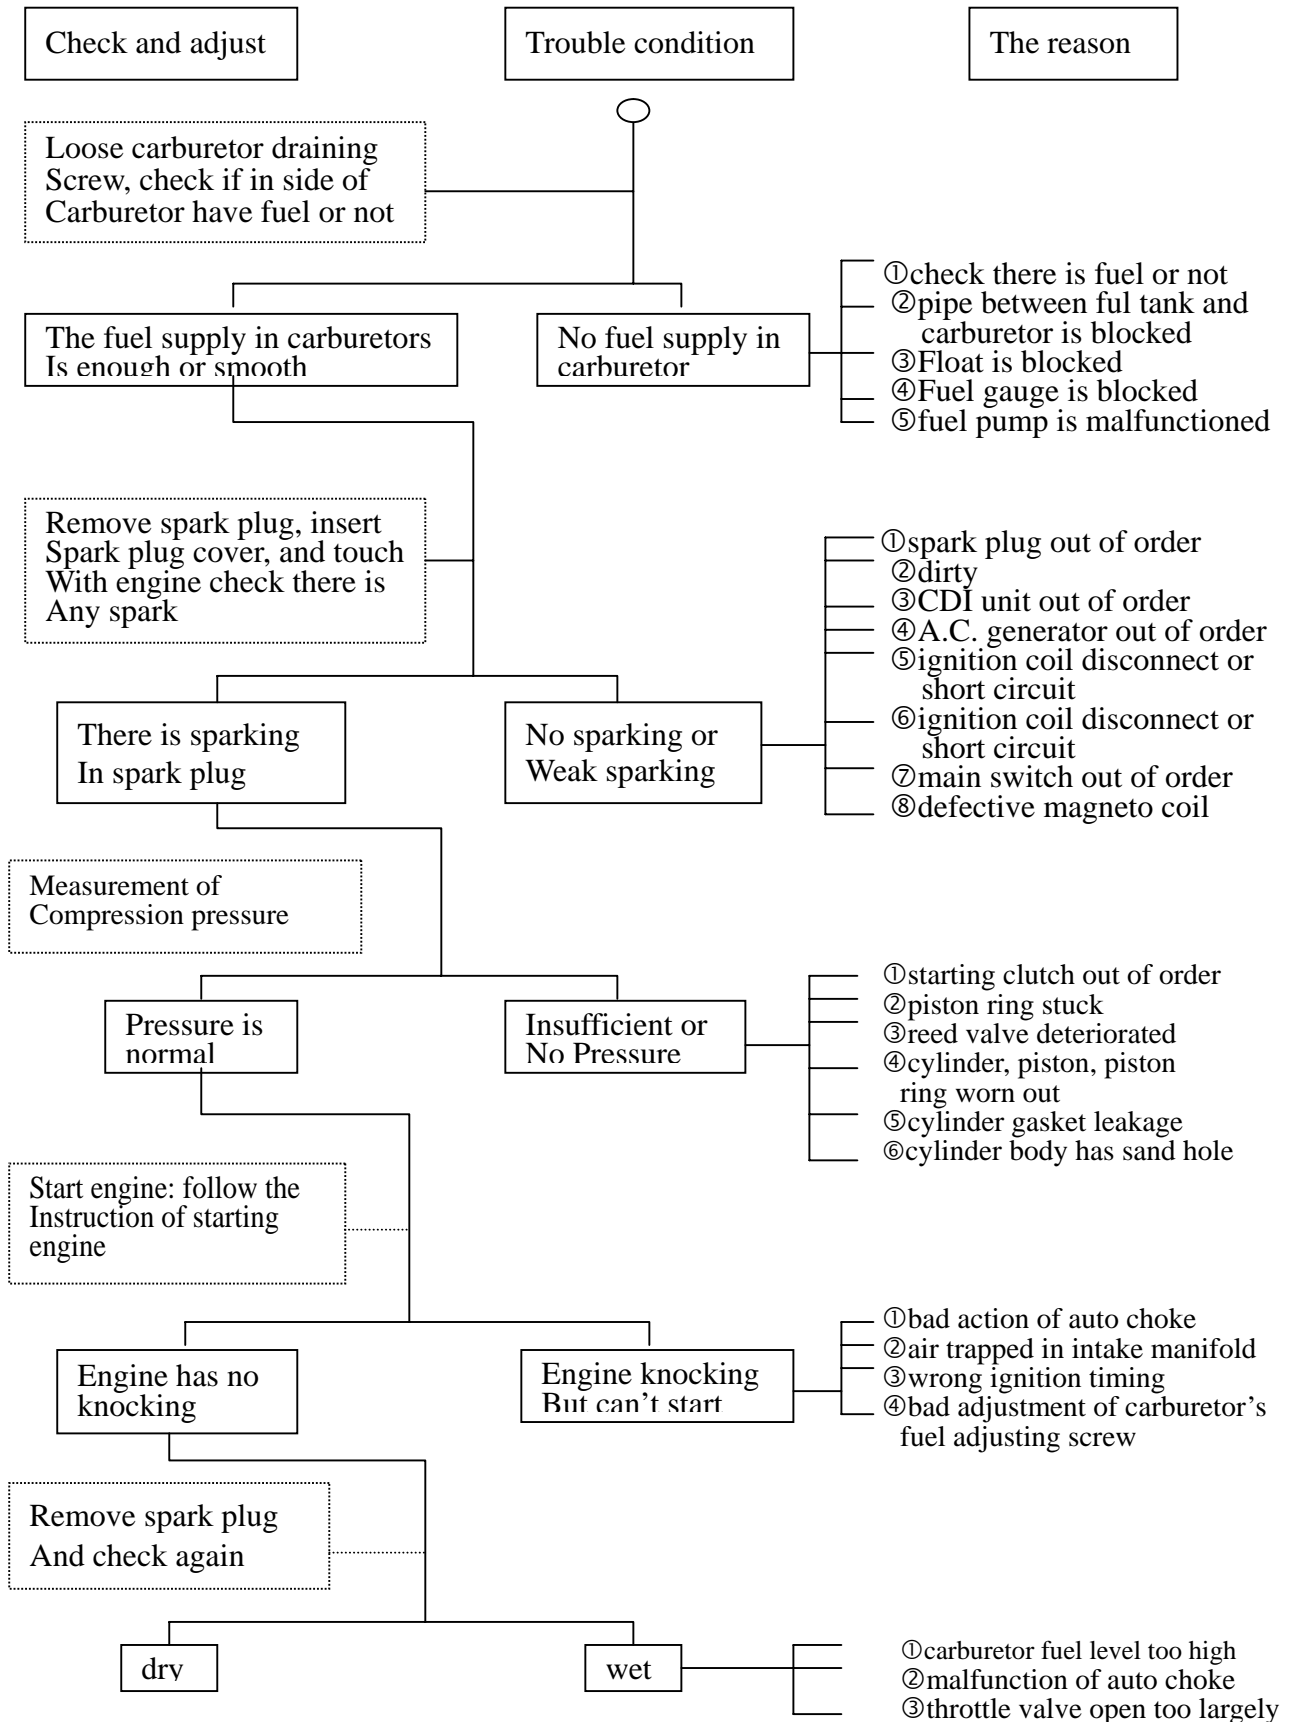 Check and adjust
Trouble condition
The reason
Loose carburetor draining
Screw, check if in side of
Carburetor have fuel or not
The fuel supply in carburetors
Is enough or smooth
No fuel supply in
carburetor
①check there is fuel or not
②pipe between ful tank and
carburetor is blocked
③Float is blocked
④Fuel gauge is blocked
⑤fuel pump is malfunctioned
Remove spark plug, insert
Spark plug cover, and touch
With engine check there is
Any spark
There is sparking
In spark plug
No sparking or
Weak sparking
①spark plug out of order
②dirty
③CDI unit out of order
④A.C. generator out of order
⑤ignition coil disconnect or
short circuit
⑥ignition coil disconnect or
short circuit
⑦main switch out of order
⑧defective magneto coil
Measurement of
Compression pressure
Pressure is
normal
Insufficient or
No Pressure
①starting clutch out of order
②piston ring stuck
③reed valve deteriorated
④cylinder, piston, piston
ring worn out
⑤cylinder gasket leakage
⑥cylinder body has sand hole
Start engine: follow the
Instruction of starting
engine
Engine has no
knocking
Engine knocking
But can’t start
①bad action of auto choke
②air trapped in intake manifold
③wrong ignition timing
④bad adjustment of carburetor’s
fuel adjusting screw
Remove spark plug
And check again
dry
wet
①carburetor fuel level too high
②malfunction of auto choke
③throttle valve open too largely